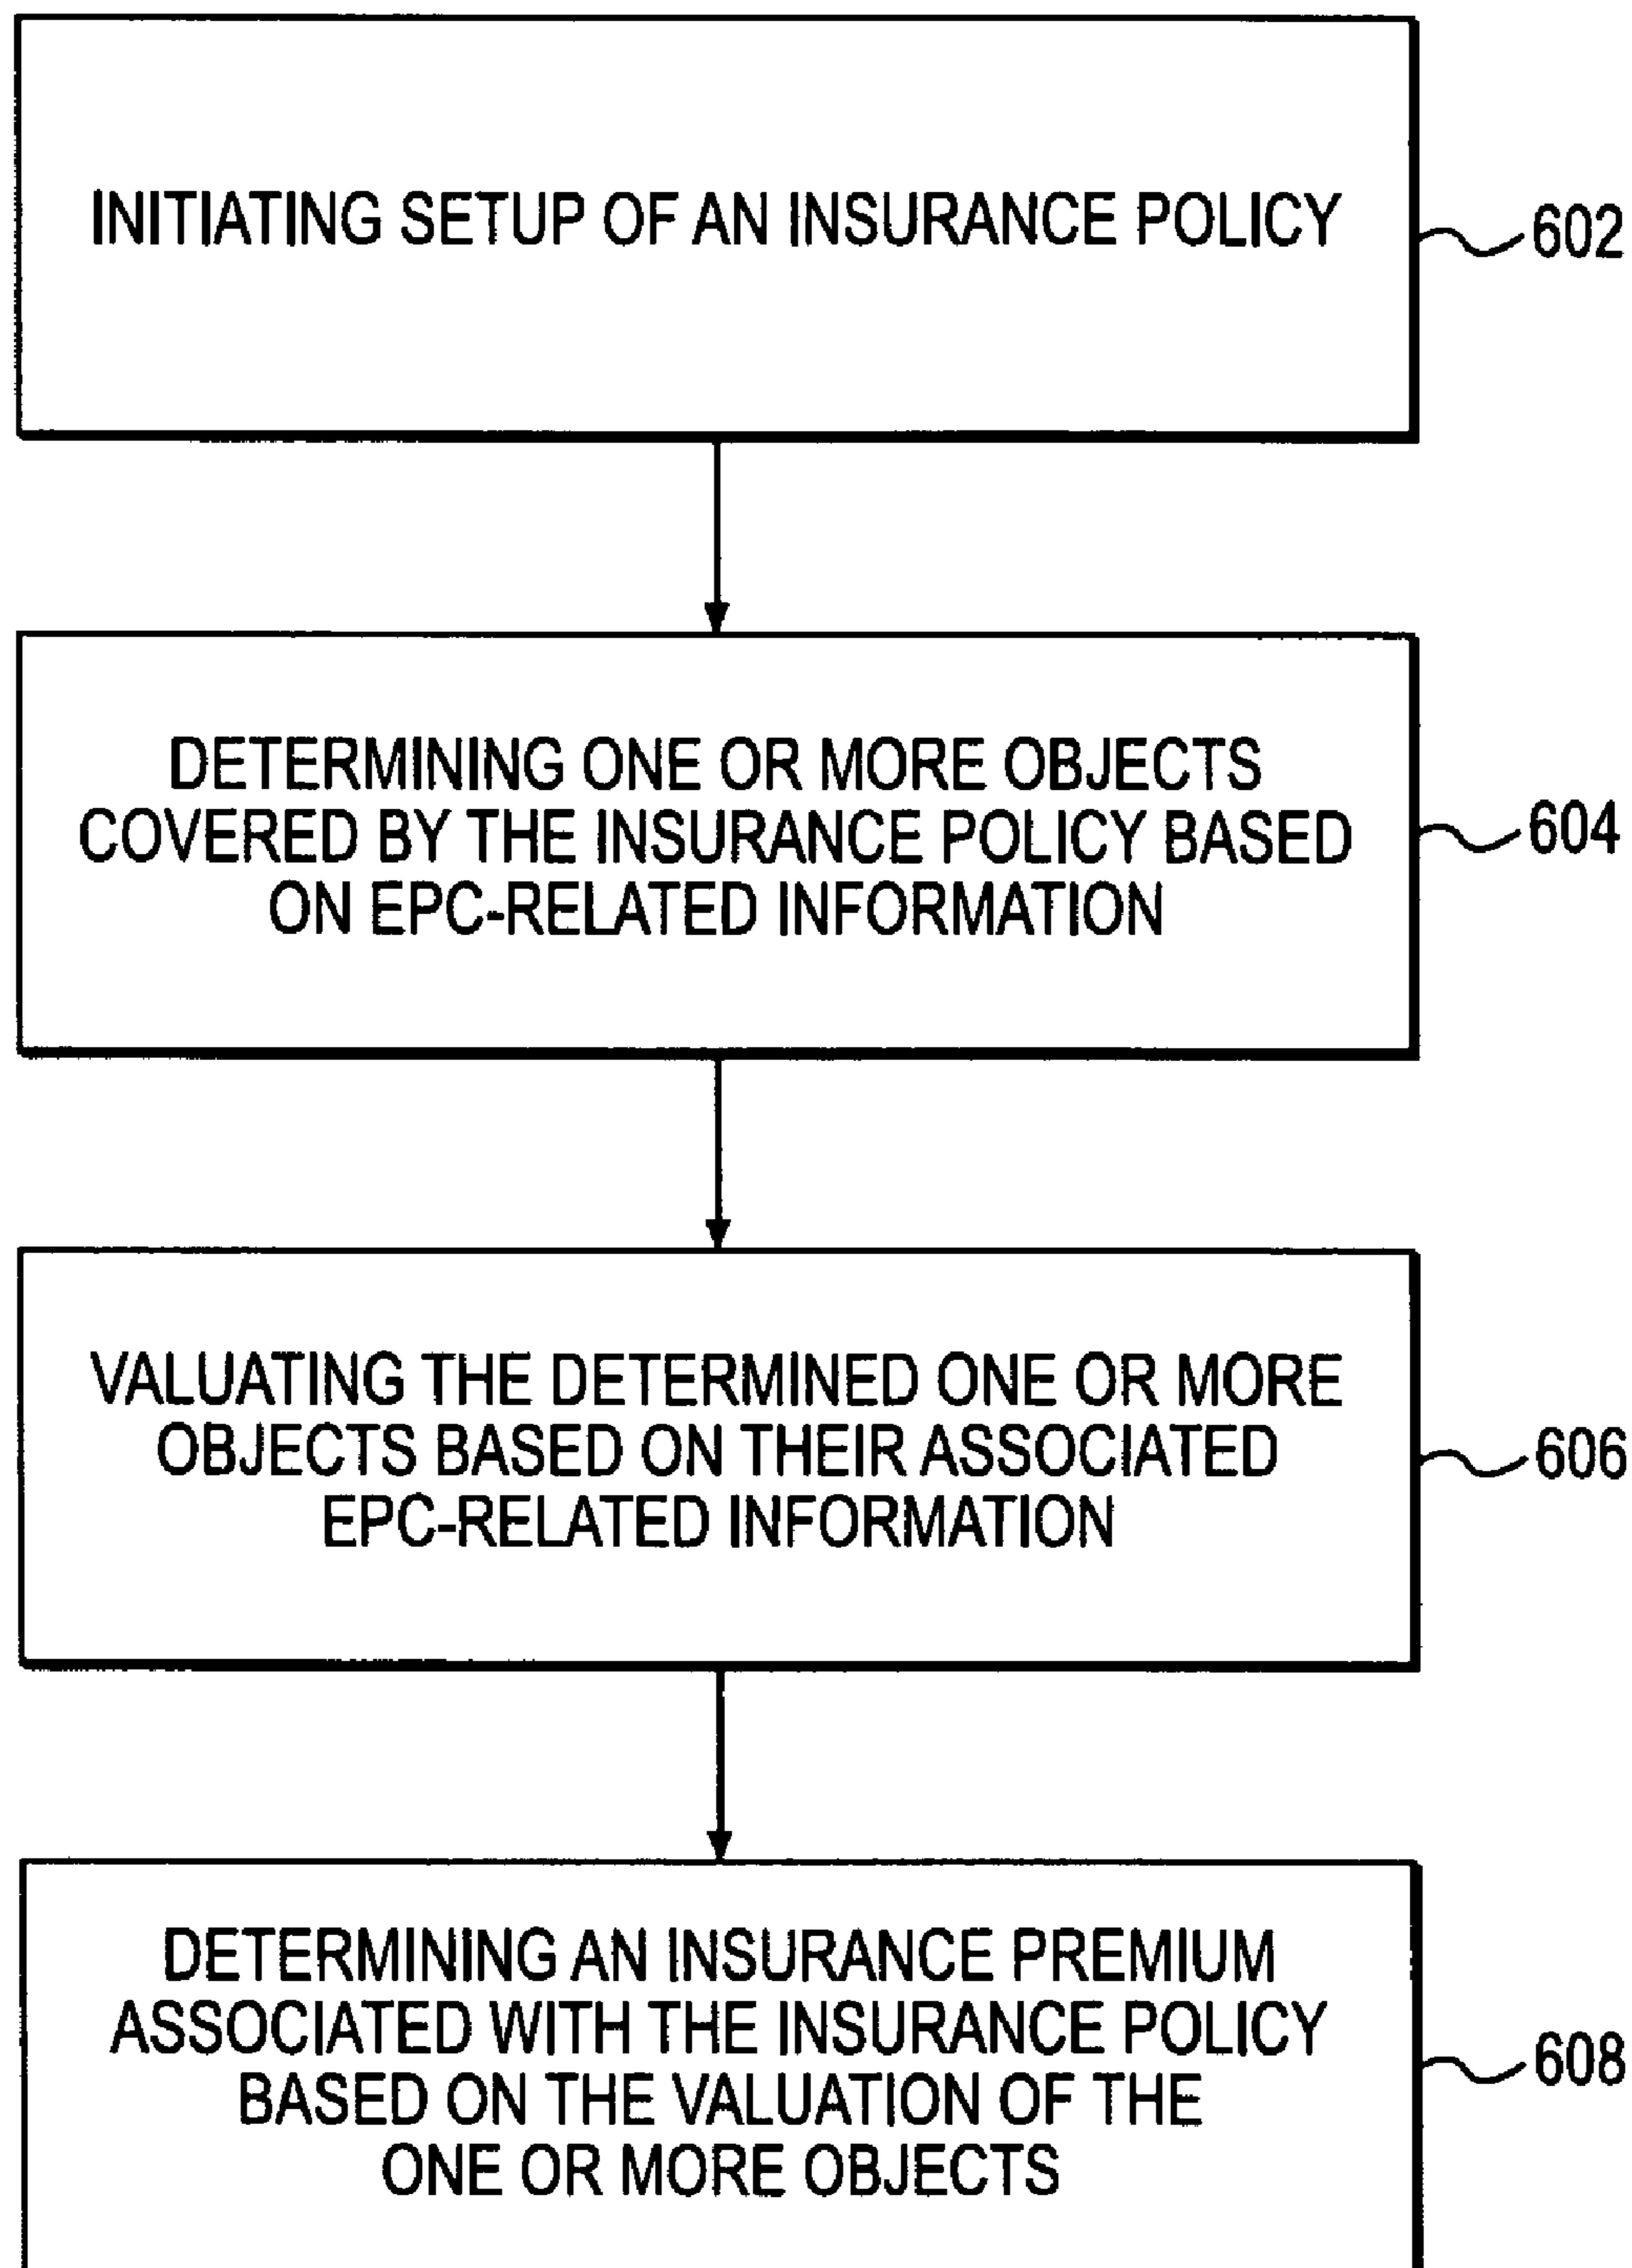 INITIATING SETUP OF AN INSURANCE POLICY
602
DETERMINING ONE OR MORE OBJECTS
COVERED BY THE INSURANCE POLICY BASED
ON EPC-RELATED INFORMATION
604
VALUATING THE DETERMINED ONE OR MORE
OBJECTS BASED ON THEIR ASSOCIATED
EPC-RELATED INFORMATION
606
DETERMINING AN INSURANCE PREMIUM
ASSOCIATED WITH THE INSURANCE POLICY
BASED ON THE VALUATION OF THE
ONE OR MORE OBJECTS
608